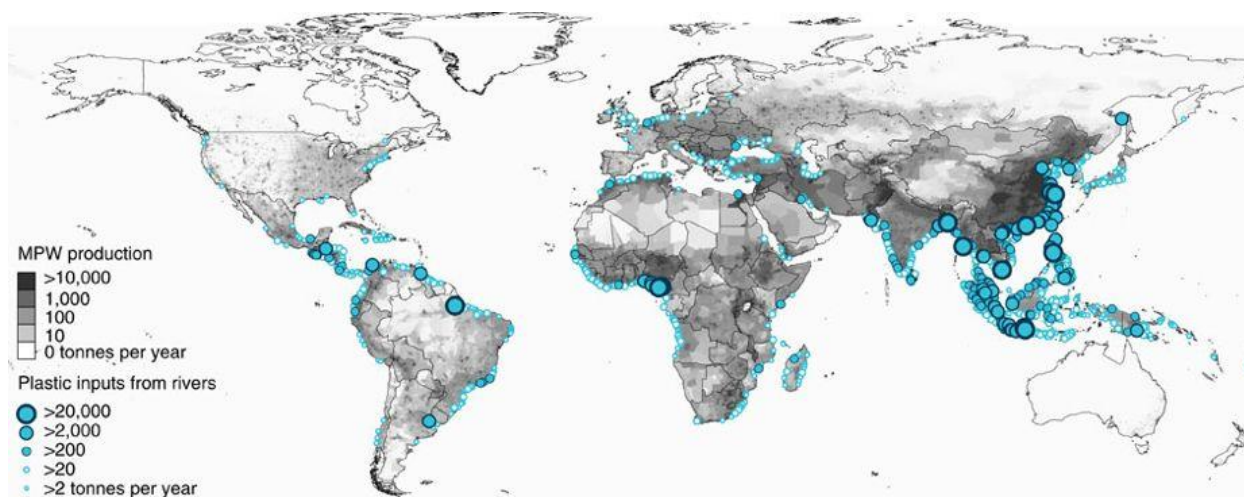 MPW production
>10,000
1,000
100
10
0 tonnes per year
Plastic inputs from rivers
>20,000
>2,000
>200
>20
>2 tonnes per year